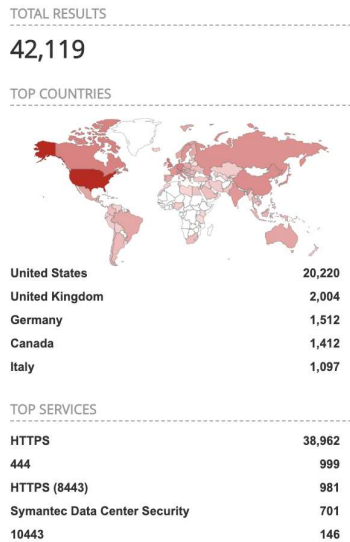 TOTAL RESULTS
42,119
TOP COUNTRIES
United States 20,220
United Kingdom 2,004
Germany 1,512
Canada 1,412
Italy 1,097
TOP SERVICES
HTTPS 38,962
444 999
HTTPS (8443) 981
Symantec Data Center Security 701
10443 146